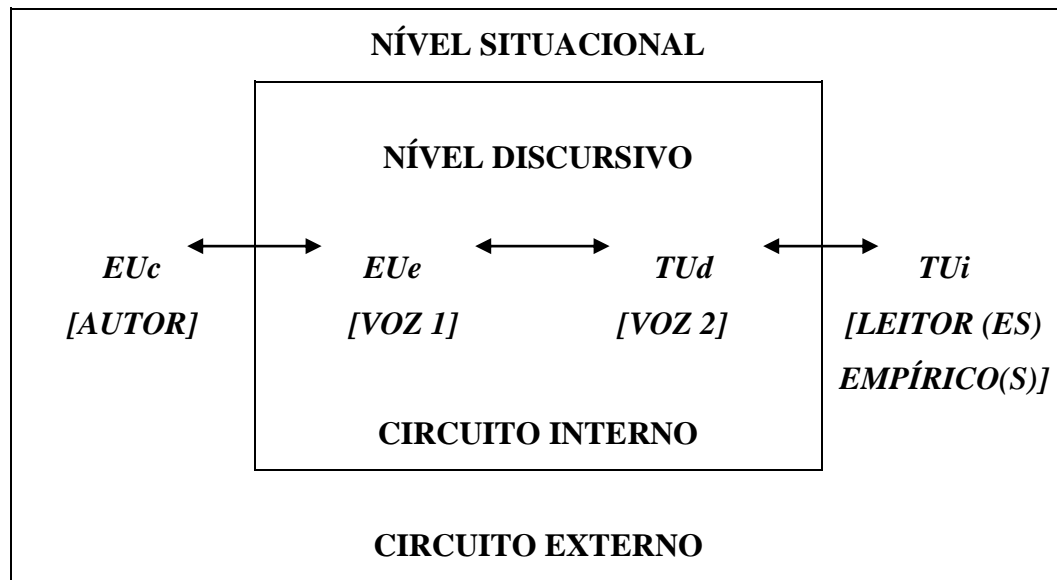 NÍVEL SITUACIONAL
NÍVEL DISCURSIVO
EUc EUe TUd TUi
[AUTOR] [VOZ 1] [VOZ 2] [LEITOR (ES)
EMPÍRICO(S)]
CIRCUITO INTERNO
CIRCUITO EXTERNO